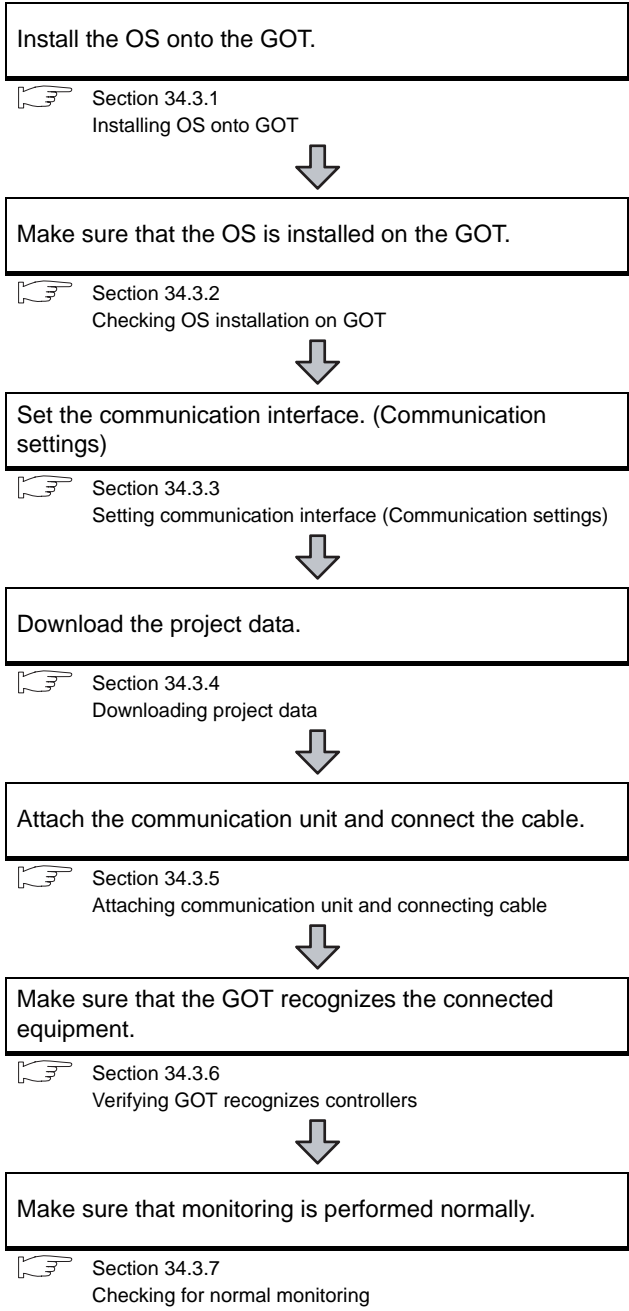 Install the OS onto the GOT.
Section 34.3.1
Installing OS onto GOT
Make sure that the OS is installed on the GOT.
Section 34.3.2
Checking OS installation on GOT
Set the communication interface. (Communication
settings)
Section 34.3.3
Setting communication interface (Communication settings)
Download the project data.
Section 34.3.4
Downloading project data
Attach the communication unit and connect the cable.
Section 34.3.5
Attaching communication unit and connecting cable
Make sure that the GOT recognizes the connected
equipment.
Section 34.3.6
Verifying GOT recognizes controllers
Make sure that monitoring is performed normally.
Section 34.3.7
Checking for normal monitoring